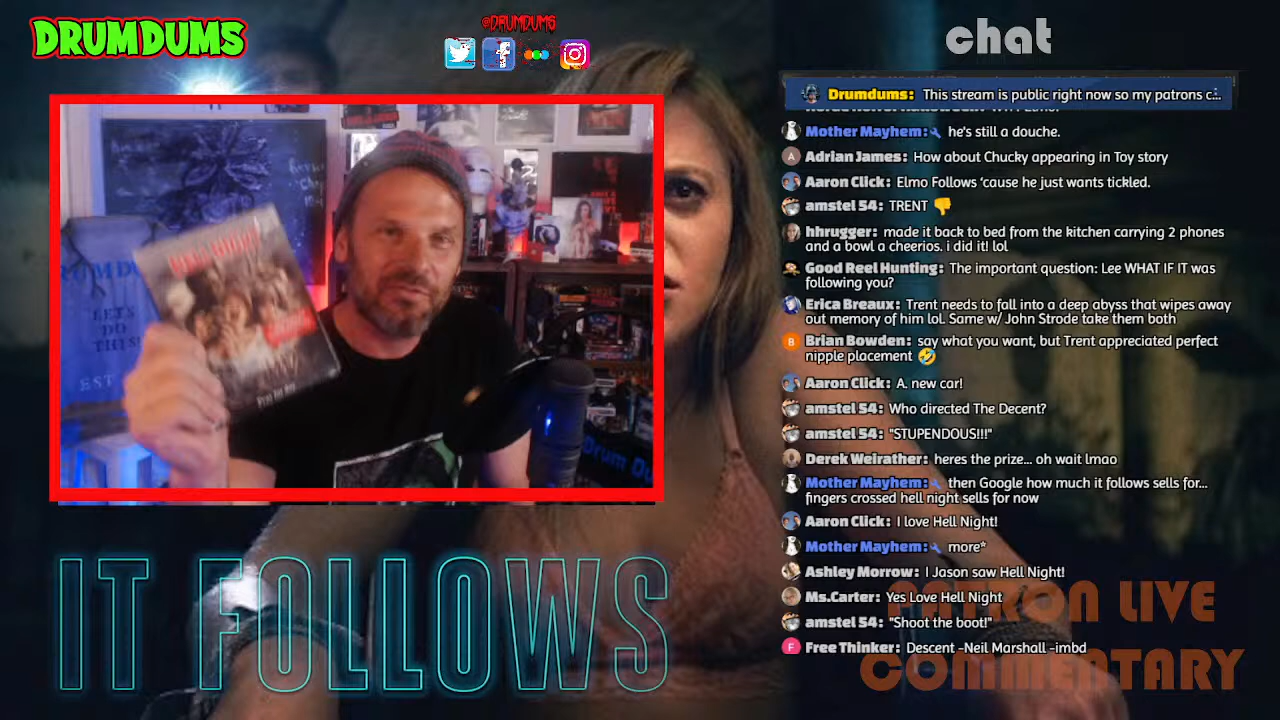 DRUMDUMS
@DRUMDUMS
chat
Drumdums: This stream is public right now so my patrons c...
Mother Mayhem: he's still a douche.
Adrian James: How about Chucky appearing in Toy story
Aaron Click: Elmo Follows ‘cause he just wants tickled.
amstel 54: TRENT 👎
hhrugger: made it back to bed from the kitchen carrying 2 phones
and a bowl a cheerios. i did it! lol
Good Reel Hunting: The important question: Lee WHAT IF IT was
following you?
Erica Breaux: Trent needs to fall into a deep abyss that wipes away
out memory of him lol. Same w/ John Strode take them both
Brian Bowden: say what you want, but Trent appreciated perfect
nipple placement 🤣
Aaron Click: A. new car!
amstel 54: Who directed The Decent?
amstel 54: "STUPENDOUS!!!"
Derek Weirather: heres the prize... oh wait lmao
Mother Mayhem: then Google how much it follows sells for...
fingers crossed hell night sells for now
Aaron Click: I love Hell Night!
Mother Mayhem: more*
Ashley Morrow: I Jason saw Hell Night!
Ms.Carter: Yes Love Hell Night
amstel 54: "Shoot the boot!"
Free Thinker: Descent -Neil Marshall -imbd
HELL NIGHT
LET'S
DO
THIS!
EST
Drum Du
IT FOLLOWS
PATRON LIVE
COMMENTARY